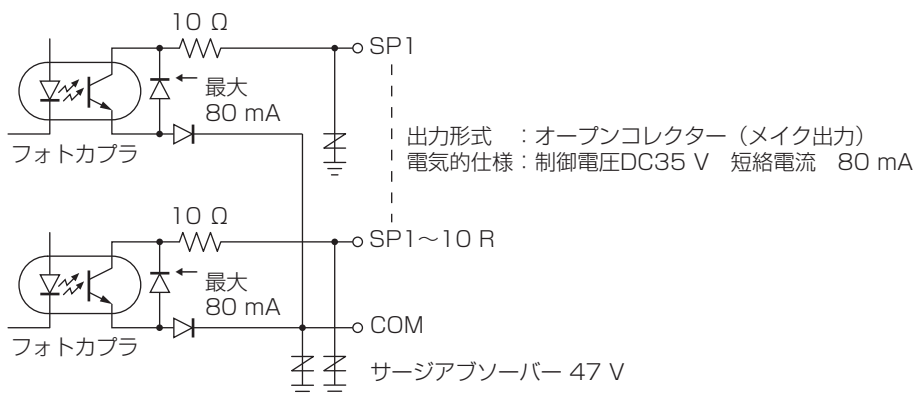 10 Ω
SP1
最大
80 mA
フォトカプラ
出力形式　：オープンコレクター（メイク出力）
電気的仕様：制御電圧DC35 V　短絡電流　80 mA
10 Ω
SP1～10 R
最大
80 mA
COM
フォトカプラ
サージアブソーバー 47 V